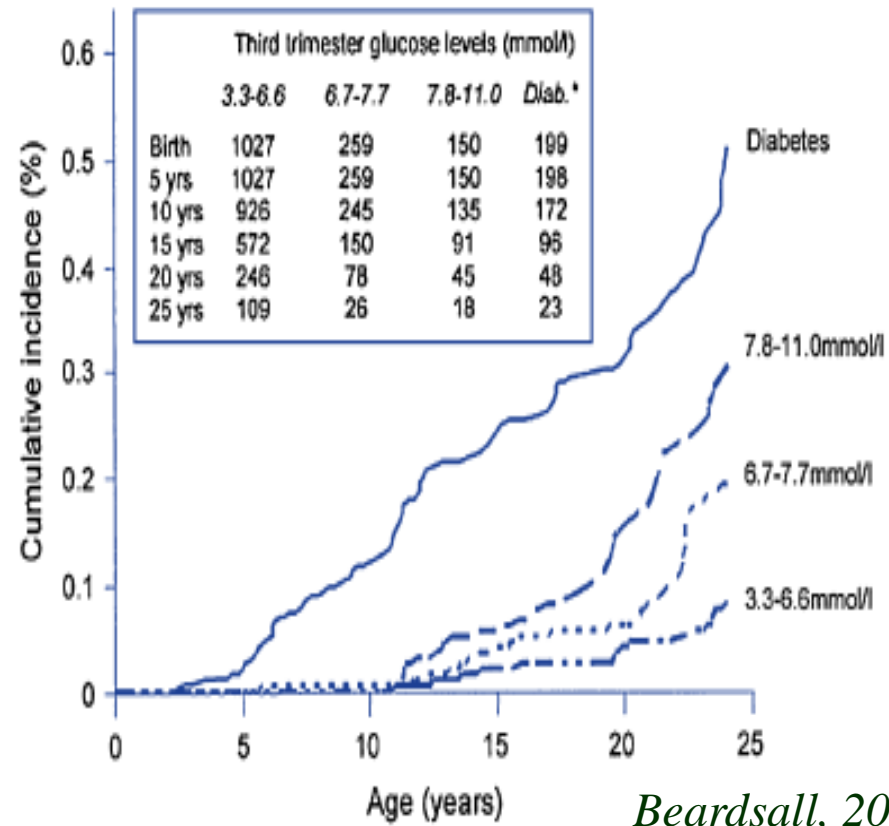 Third trimester glucose levels (mmol/l)
3.3-6.6 6.7-7.7 7.8-11.0 Diab.*
Birth 1027 259 150 199
5 yrs 1027 259 150 198
10 yrs 926 245 135 172
15 yrs 572 150 91 96
20 yrs 246 78 45 48
25 yrs 109 26 18 23
Cumulative incidence (%)
0.6
0.5
0.4
0.3
0.2
0.1
0
Diabetes
7.8-11.0mmol/l
6.7-7.7mmol/l
3.3-6.6mmol/l
0 5 10 15 20 25
Age (years)
Beardsall, 20